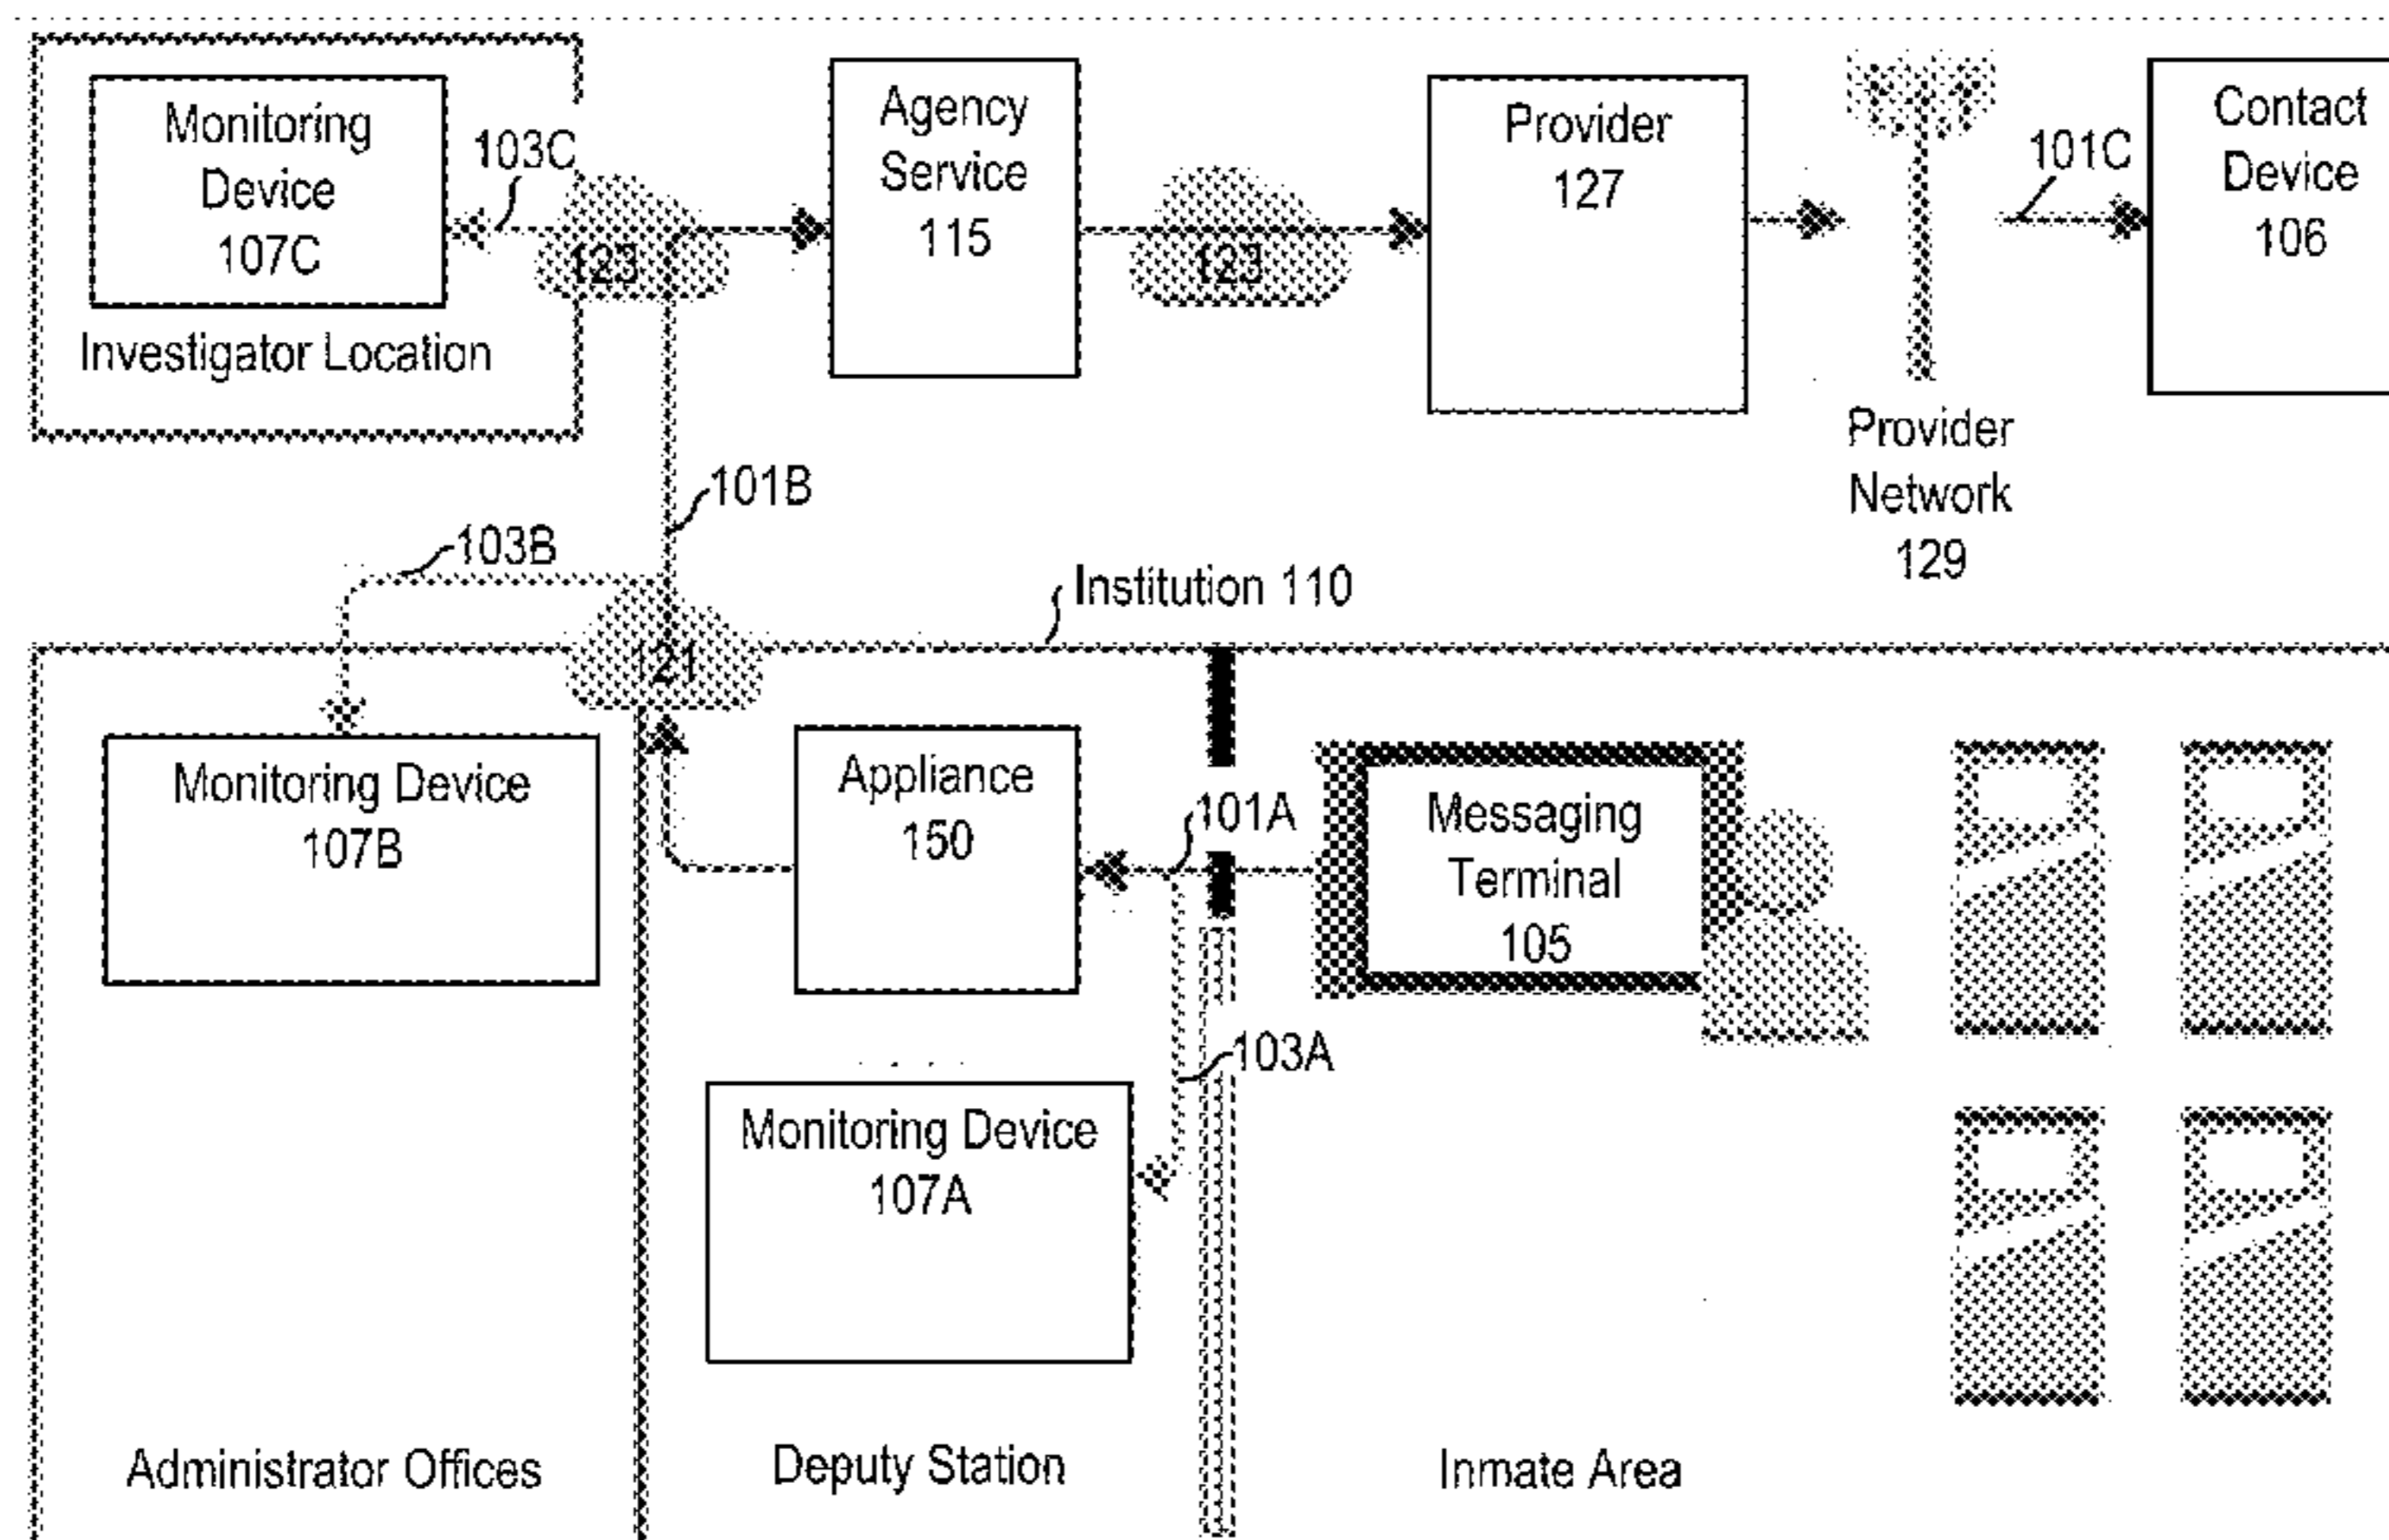 Monitoring
Device
107C
Investigator Location
103C
123
Agency
Service
115
123
Provider
127
Provider
Network
129
101C
Contact
Device
106
101B
103B
Institution 110
121
Monitoring Device
107B
Administrator Offices
Appliance
150
101A
Monitoring Device
107A
103A
Deputy Station
Messaging
Terminal
105
Inmate Area